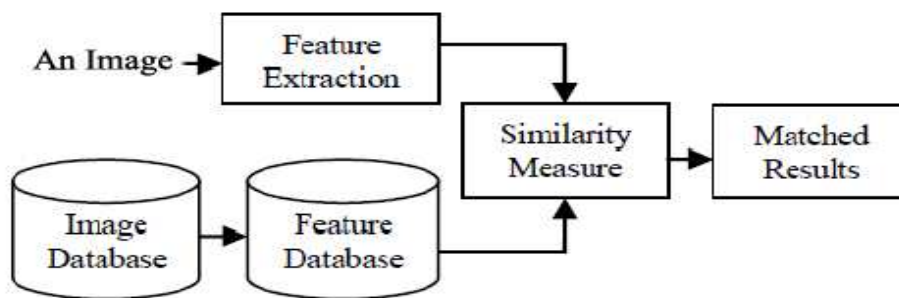 An Image
Feature
Extraction
Similarity
Measure
Matched
Results
Image
Database
Feature
Database